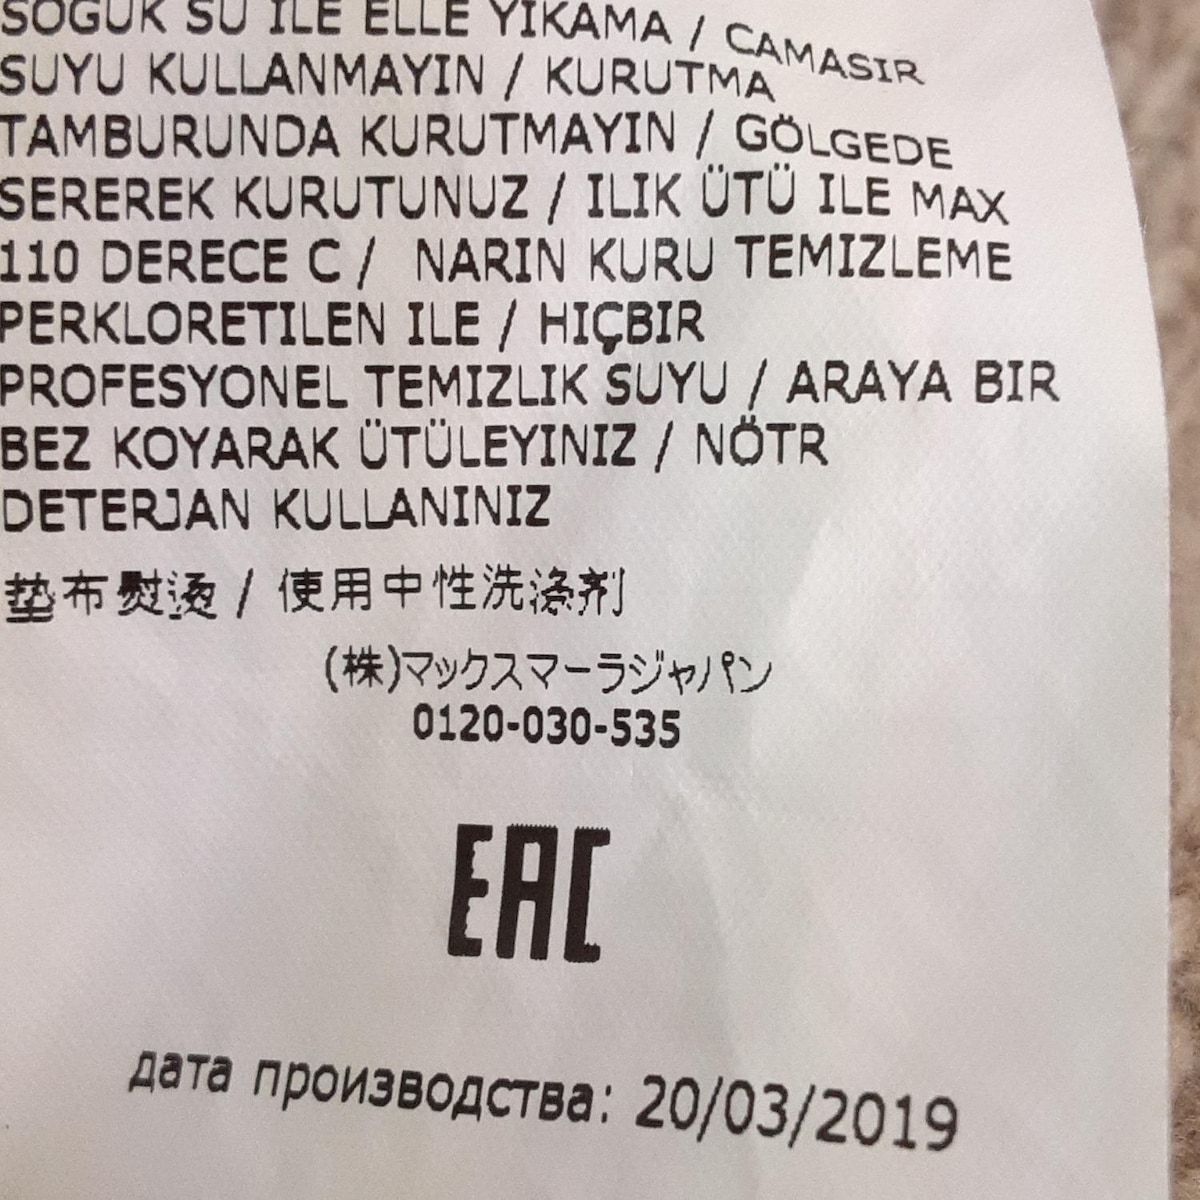 SOGUK SU ILE ELLE YIKAMA / CAMASIR
SUYU KULLANMAYIN / KURUTMA
TAMBURUNDA KURUTMAYIN / GÖLGEDE
SEREREK KURUTUNUZ / ILIK ÜTÜ ILE MAX
110 DERECE C / NARIN KURU TEMIZLEME
PERKLORETILEN ILE / HIÇBIR
PROFESYONEL TEMIZLIK SUYU / ARAYA BIR
BEZ KOYARAK ÜTÜLEYINIZ / NÖTR
DETERJAN KULLANINIZ
垫布熨烫 / 使用中性洗涤剂
(株)マックスマーラジャパン
0120-030-535
EAC
дата производства: 20/03/2019